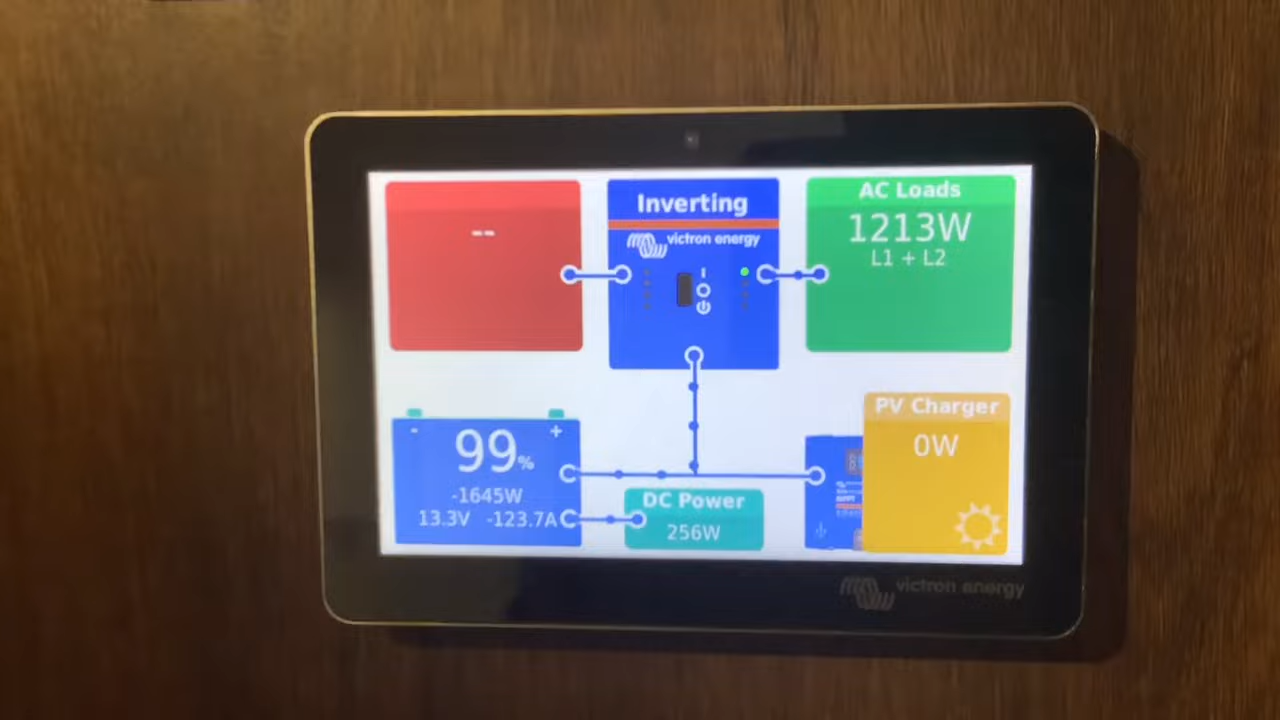 --
Inverting
victron energy
I
AC Loads
1213W
L1 + L2
- +
99%
-1645W
13.3V -123.7A
DC Power
256W
PV Charger
0W
victron energy